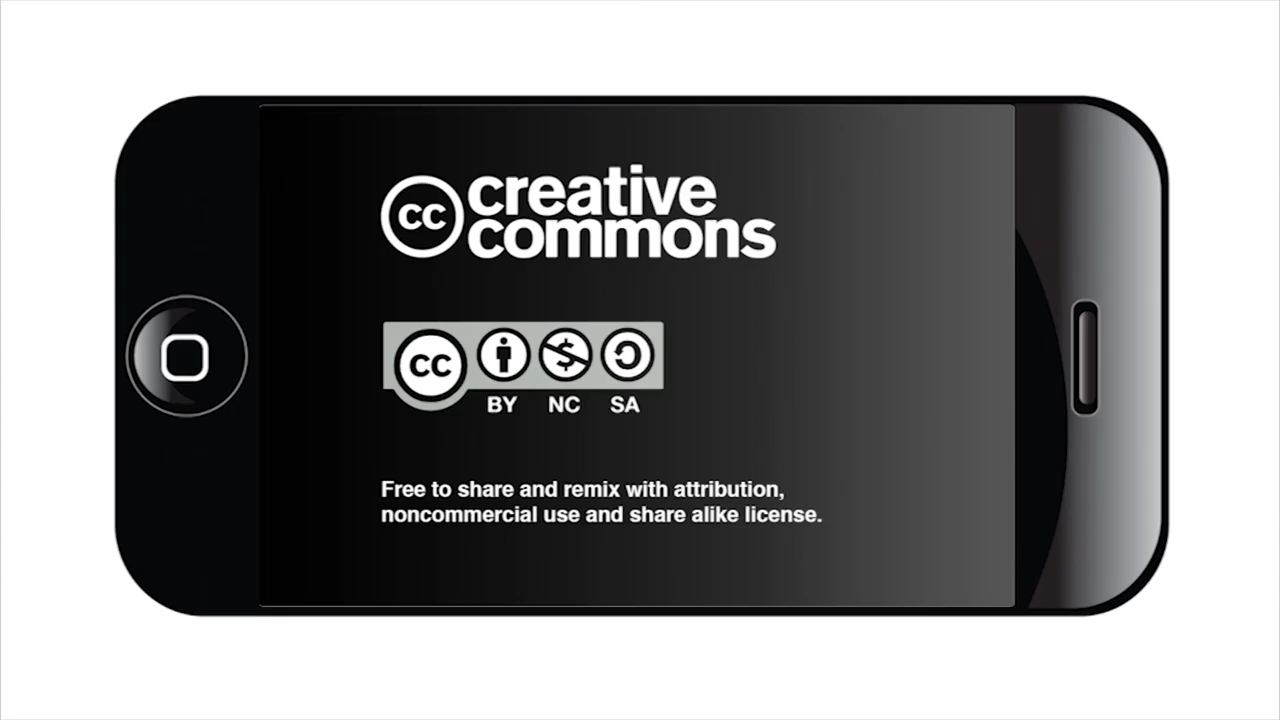 cc creative
commons
cc
BY NC SA
Free to share and remix with attribution,
noncommercial use and share alike license.